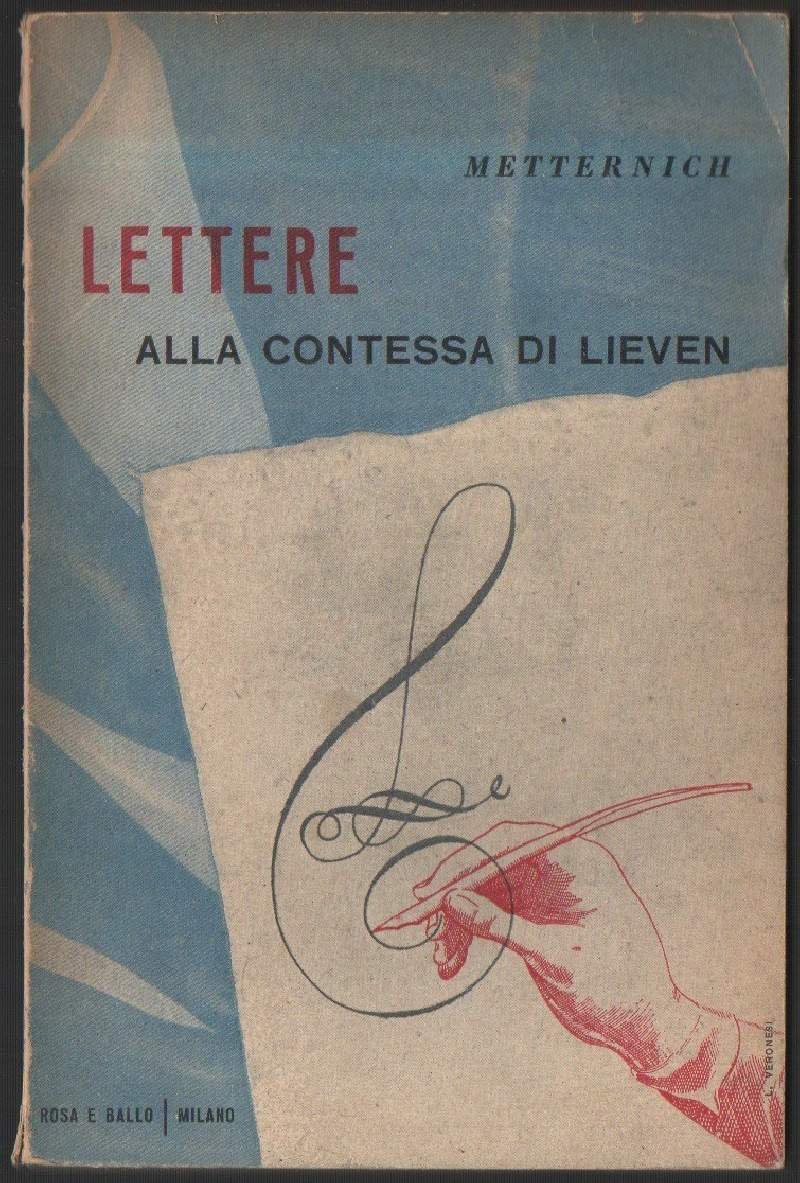 METTERNICH
LETTERE
ALLA CONTESSA DI LIEVEN
ROSA E BALLO | MILANO
L. VERONESI